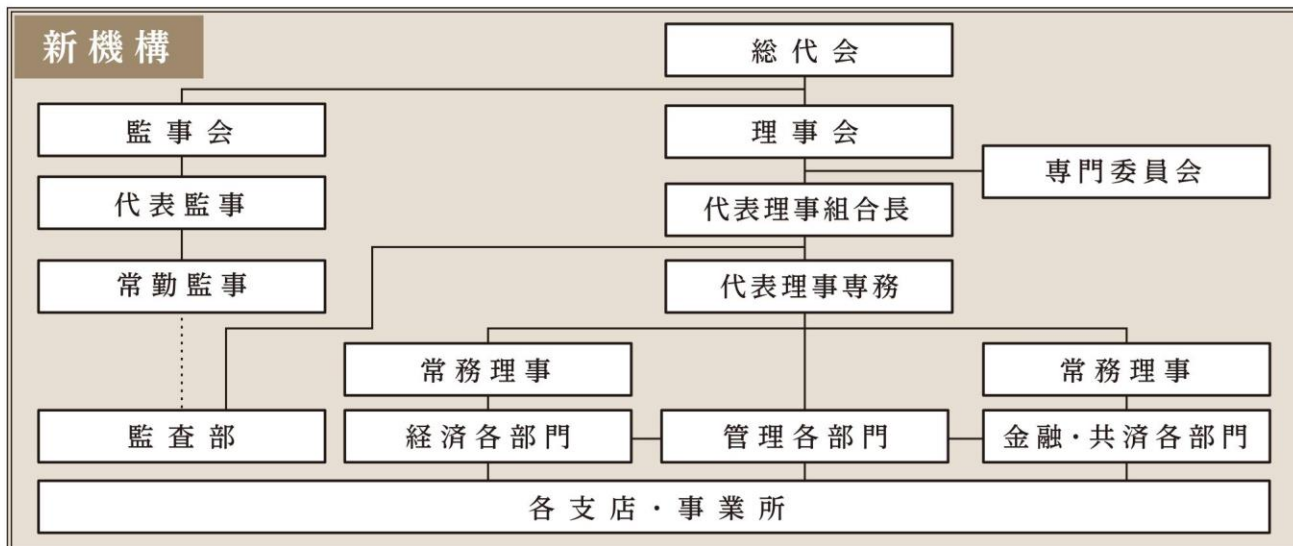 新機構
総代会
監事会
理事会
専門委員会
代表監事
代表理事組合長
常勤監事
代表理事専務
常務理事
常務理事
監査部
経済各部門
管理各部門
金融・共済各部門
各支店・事業所